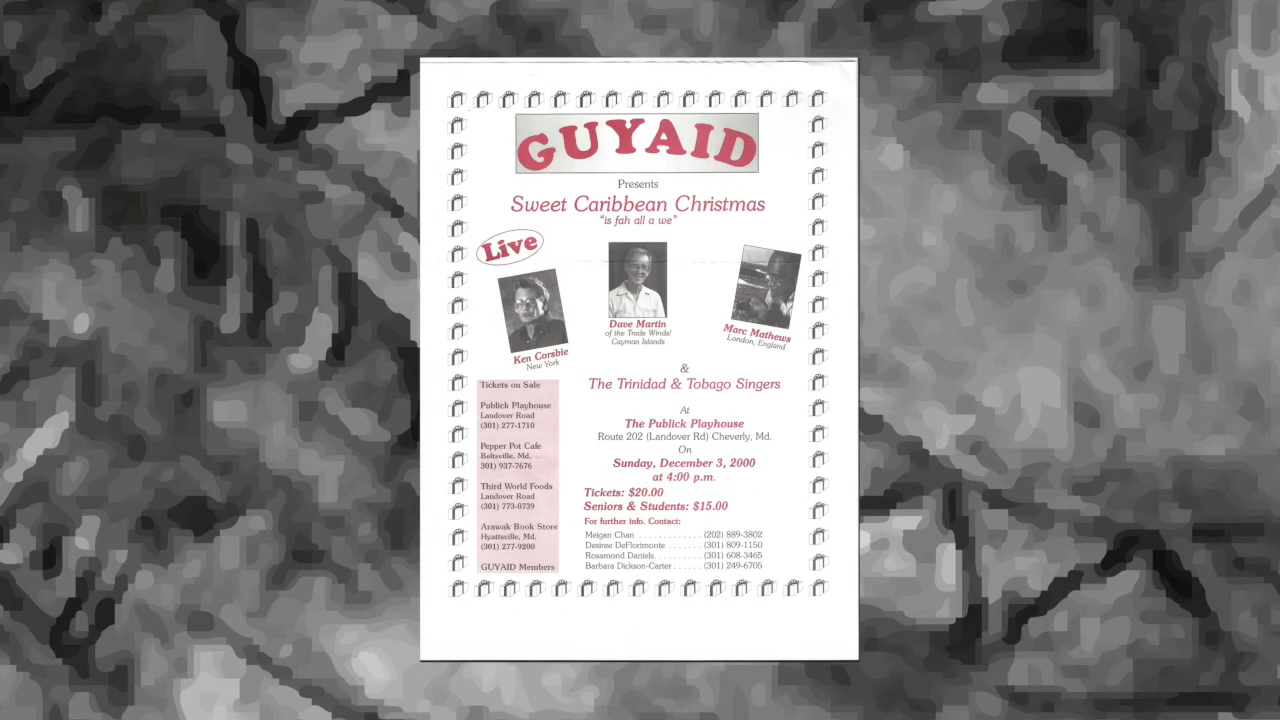 GUYAID
Presents
Sweet Caribbean Christmas
"is fah all a we"
Live
Ken Corsbie
New York
Dave Martin
of the Trade Winds!
Cayman Islands
Marc Mathews
London, England
&
The Trinidad & Tobago Singers
At
The Publick Playhouse
Route 202 (Landover Rd) Cheverly, Md.
On
Sunday, December 3, 2000
at 4:00 p.m.
Tickets: $20.00
Seniors & Students: $15.00
For further info. Contact:
Meigan Chan . . . . . . . . . . . . (202) 889-3802
Desiree DeFlorimonte . . . . . . . (301) 809-1150
Rosamond Daniels. . . . . . . . . . (301) 608-3465
Barbara Dickson-Carter . . . . . . (301) 249-6705
Tickets on Sale
Publick Playhouse
Landover Road
(301) 277-1710
Pepper Pot Cafe
Beltsville, Md.
301) 937-7676
Third World Foods
Landover Road
(301) 773-0739
Arawak Book Store
Hyattsville, Md.
(301) 277-9200
GUYAID Members